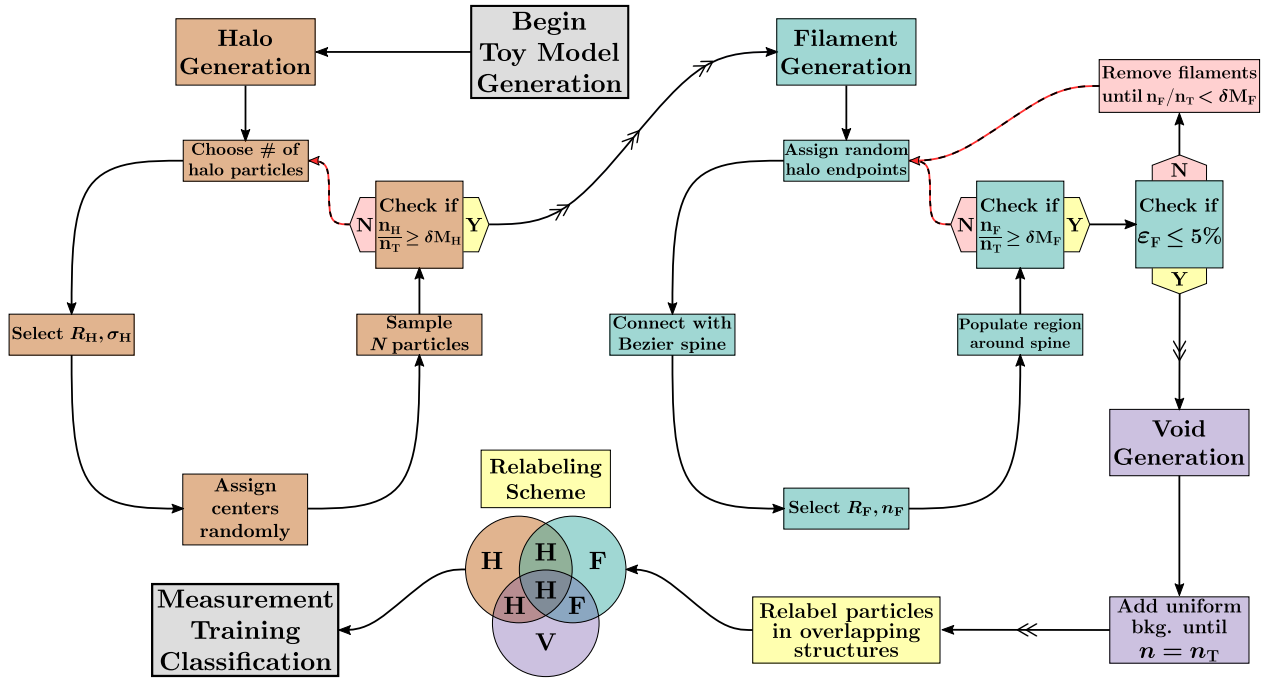 Begin
Toy Model
Generation
Halo
Generation
Choose # of
halo particles
Select R_H, σ_H
Assign
centers
randomly
Sample
N particles
Check if
n_H/n_T ≥ δM_H
N
Y
Filament
Generation
Assign random
halo endpoints
Connect with
Bezier spine
Select R_F, n_F
Populate region
around spine
Check if
n_F/n_T ≥ δM_F
N
Y
Check if
ε_F ≤ 5%
N
Y
Remove filaments
until n_F/n_T < δM_F
Void
Generation
Add uniform
bkg. until
n = n_T
Relabel particles
in overlapping
structures
Relabeling
Scheme
H
H
F
H
H
F
V
Measurement
Training
Classification